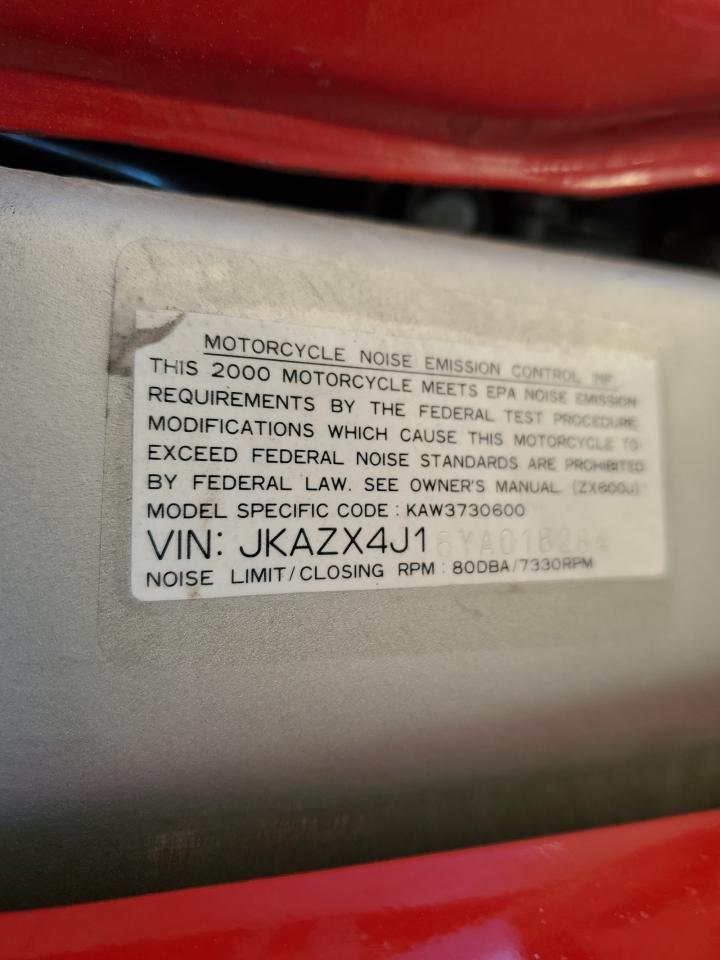 MOTORCYCLE NOISE EMISSION CONTROL INF.
THIS 2000 MOTORCYCLE MEETS EPA NOISE EMISSION
REQUIREMENTS BY THE FEDERAL TEST PROCEDURE.
MODIFICATIONS WHICH CAUSE THIS MOTORCYCLE TO
EXCEED FEDERAL NOISE STANDARDS ARE PROHIBITED
BY FEDERAL LAW. SEE OWNER'S MANUAL. (ZX600J)
MODEL SPECIFIC CODE : KAW3730600
VIN: JKAZX4J1
NOISE LIMIT/CLOSING RPM : 80DBA/7330RPM